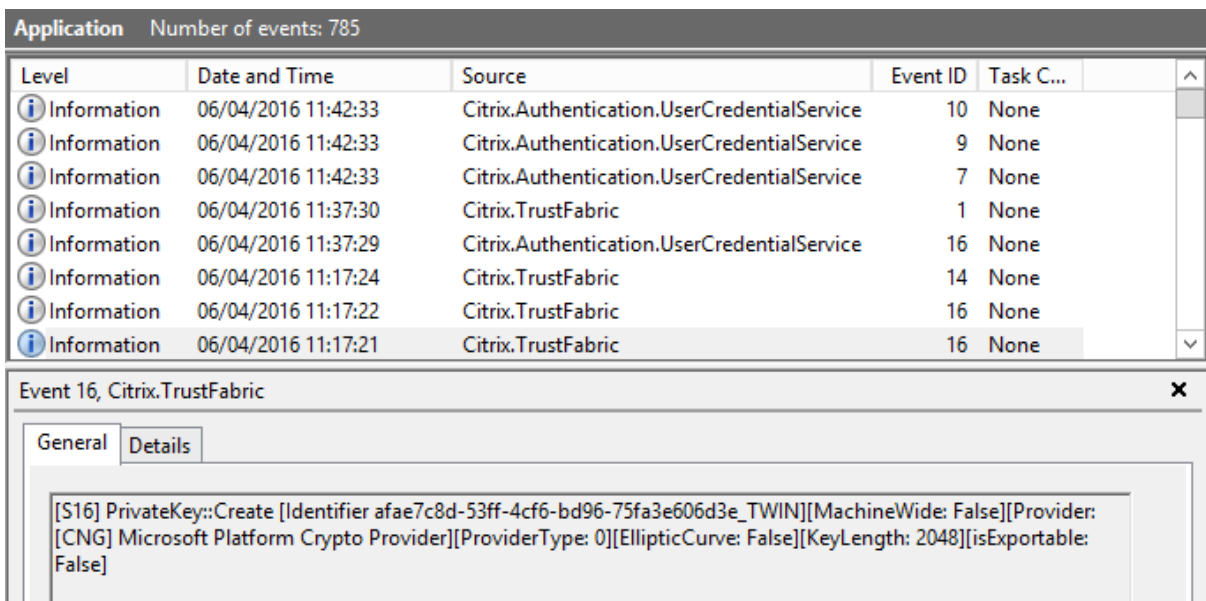 Application Number of events: 785
Level Date and Time Source Event ID Task C...
Information 06/04/2016 11:42:33 Citrix.Authentication.UserCredentialService 10 None
Information 06/04/2016 11:42:33 Citrix.Authentication.UserCredentialService 9 None
Information 06/04/2016 11:42:33 Citrix.Authentication.UserCredentialService 7 None
Information 06/04/2016 11:37:30 Citrix.TrustFabric 1 None
Information 06/04/2016 11:37:29 Citrix.Authentication.UserCredentialService 16 None
Information 06/04/2016 11:17:24 Citrix.TrustFabric 14 None
Information 06/04/2016 11:17:22 Citrix.TrustFabric 16 None
Information 06/04/2016 11:17:21 Citrix.TrustFabric 16 None
Event 16, Citrix.TrustFabric
General Details
[S16] PrivateKey::Create [Identifier afae7c8d-53ff-4cf6-bd96-75fa3e606d3e_TWIN][MachineWide: False][Provider:
[CNG] Microsoft Platform Crypto Provider][ProviderType: 0][EllipticCurve: False][KeyLength: 2048][isExportable:
False]